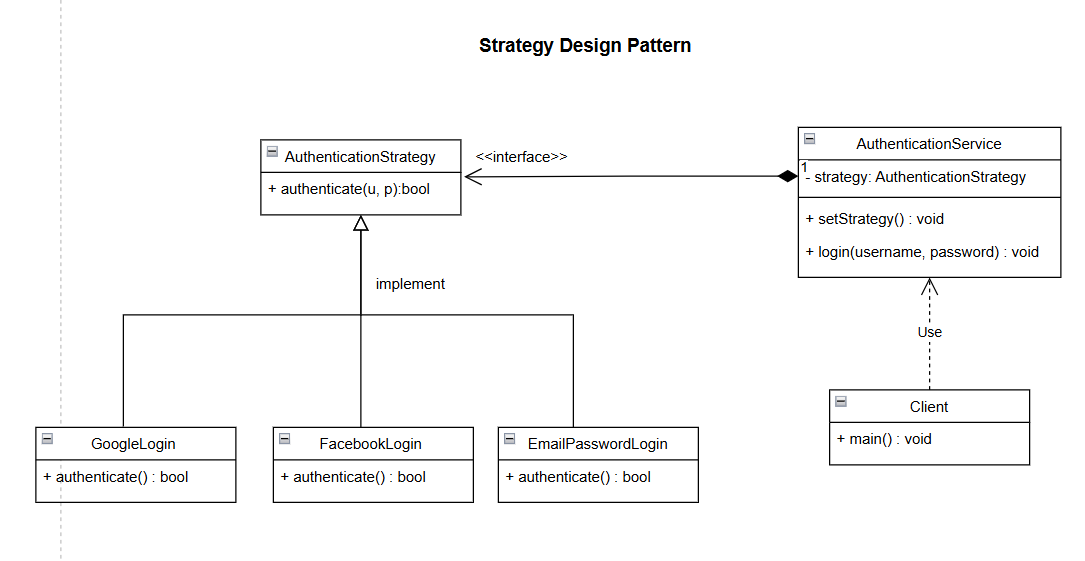 Strategy Design Pattern
AuthenticationStrategy
+ authenticate(u, p):bool
<<interface>>
AuthenticationService
1
- strategy: AuthenticationStrategy
+ setStrategy() : void
+ login(username, password) : void
implement
Use
Client
+ main() : void
GoogleLogin
+ authenticate() : bool
FacebookLogin
+ authenticate() : bool
EmailPasswordLogin
+ authenticate() : bool